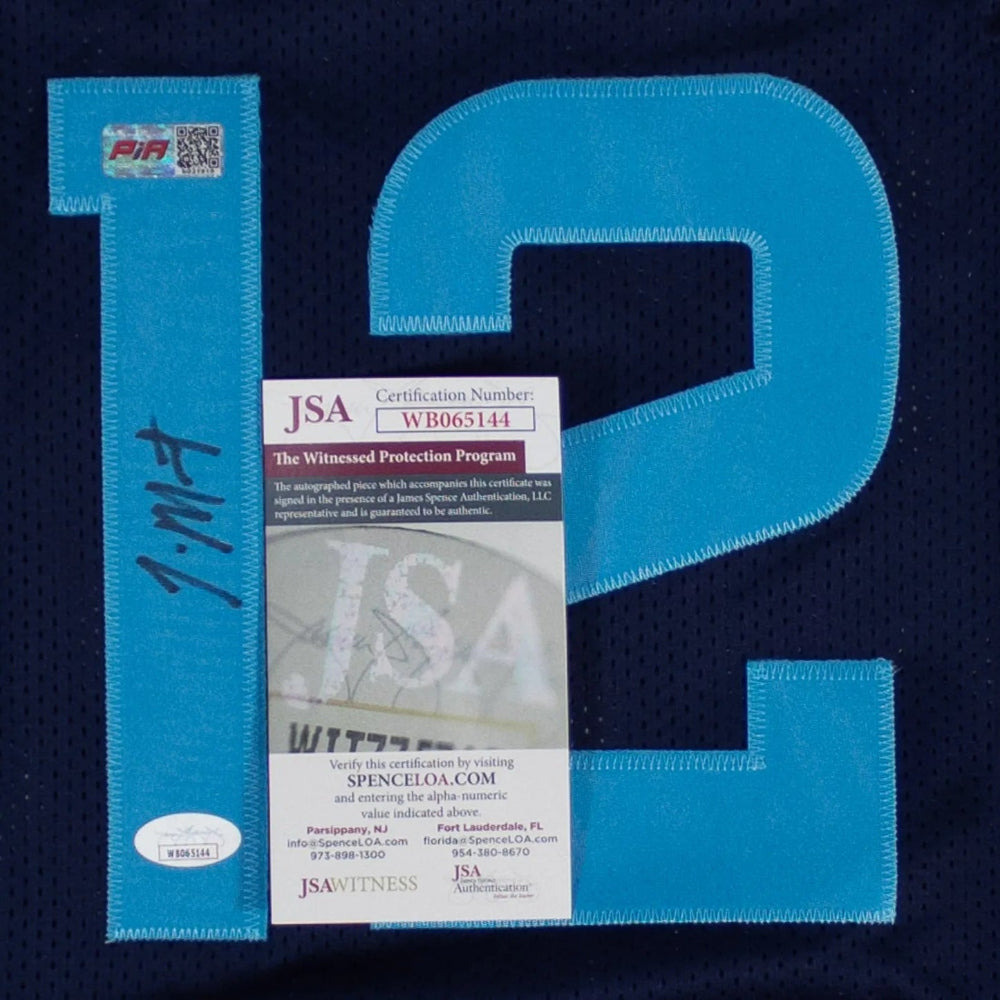 12
PiA
J.Mot
JSA
Certification Number:
WB065144
The Witnessed Protection Program
The autographed piece which accompanies this certificate was
signed in the presence of a James Spence Authentication, LLC
representative and is guaranteed to be authentic.
JSA
Verify this certification by visiting
SPENCELOA.COM
and entering the alpha-numeric
value indicated above.
Parsippany, NJ
info@SpenceLOA.com
973-898-1300
Fort Lauderdale, FL
florida@SpenceLOA.com
954-380-8670
JSAWITNESS
JSA
Authentication
WB065144